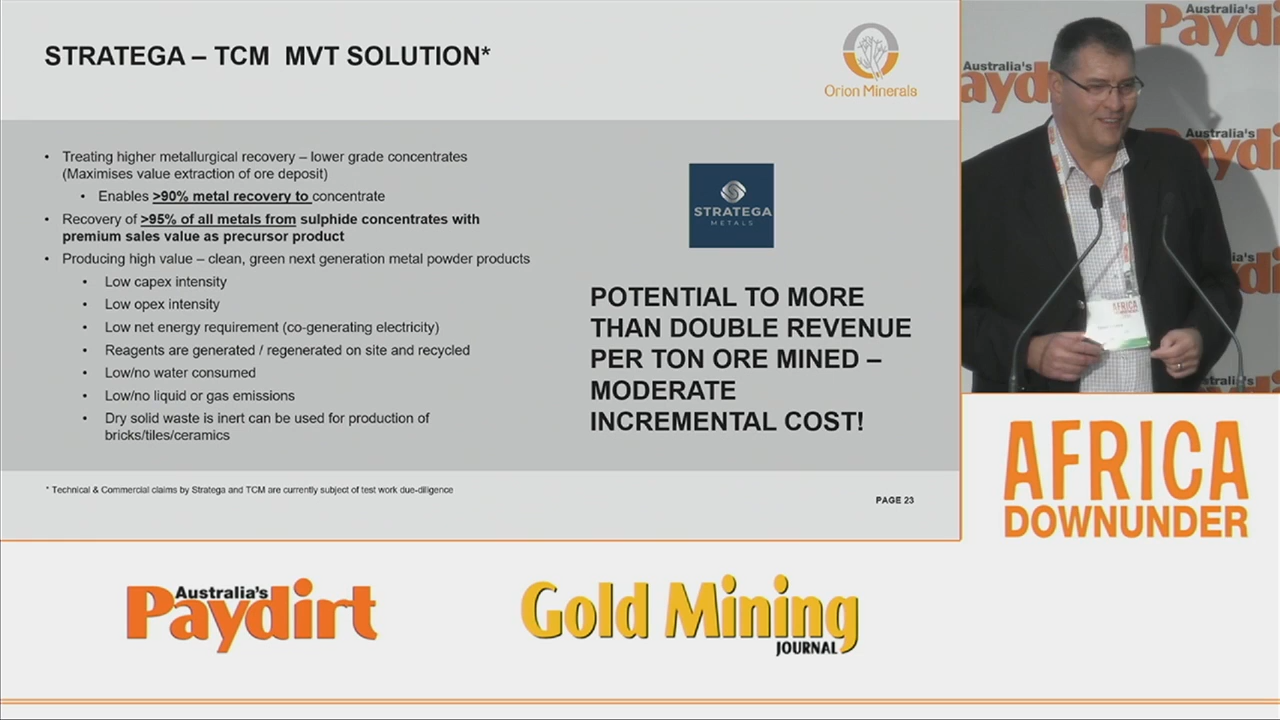 STRATEGA – TCM MVT SOLUTION*
Orion Minerals
• Treating higher metallurgical recovery – lower grade concentrates
(Maximises value extraction of ore deposit)
• Enables >90% metal recovery to concentrate
• Recovery of >95% of all metals from sulphide concentrates with
premium sales value as precursor product
• Producing high value – clean, green next generation metal powder products
• Low capex intensity
• Low opex intensity
• Low net energy requirement (co-generating electricity)
• Reagents are generated / regenerated on site and recycled
• Low/no water consumed
• Low/no liquid or gas emissions
• Dry solid waste is inert can be used for production of
bricks/tiles/ceramics
STRATEGA
METALS
POTENTIAL TO MORE
THAN DOUBLE REVENUE
PER TON ORE MINED –
MODERATE
INCREMENTAL COST!
* Technical & Commercial claims by Stratega and TCM are currently subject of test work due-diligence
PAGE 23
Australia's
Paydi
Australia's
ayd
Australia's
Australia's
AFRICA
AFRICA
DOWNUNDER
Australia's
Paydirt
Gold Mining
JOURNAL